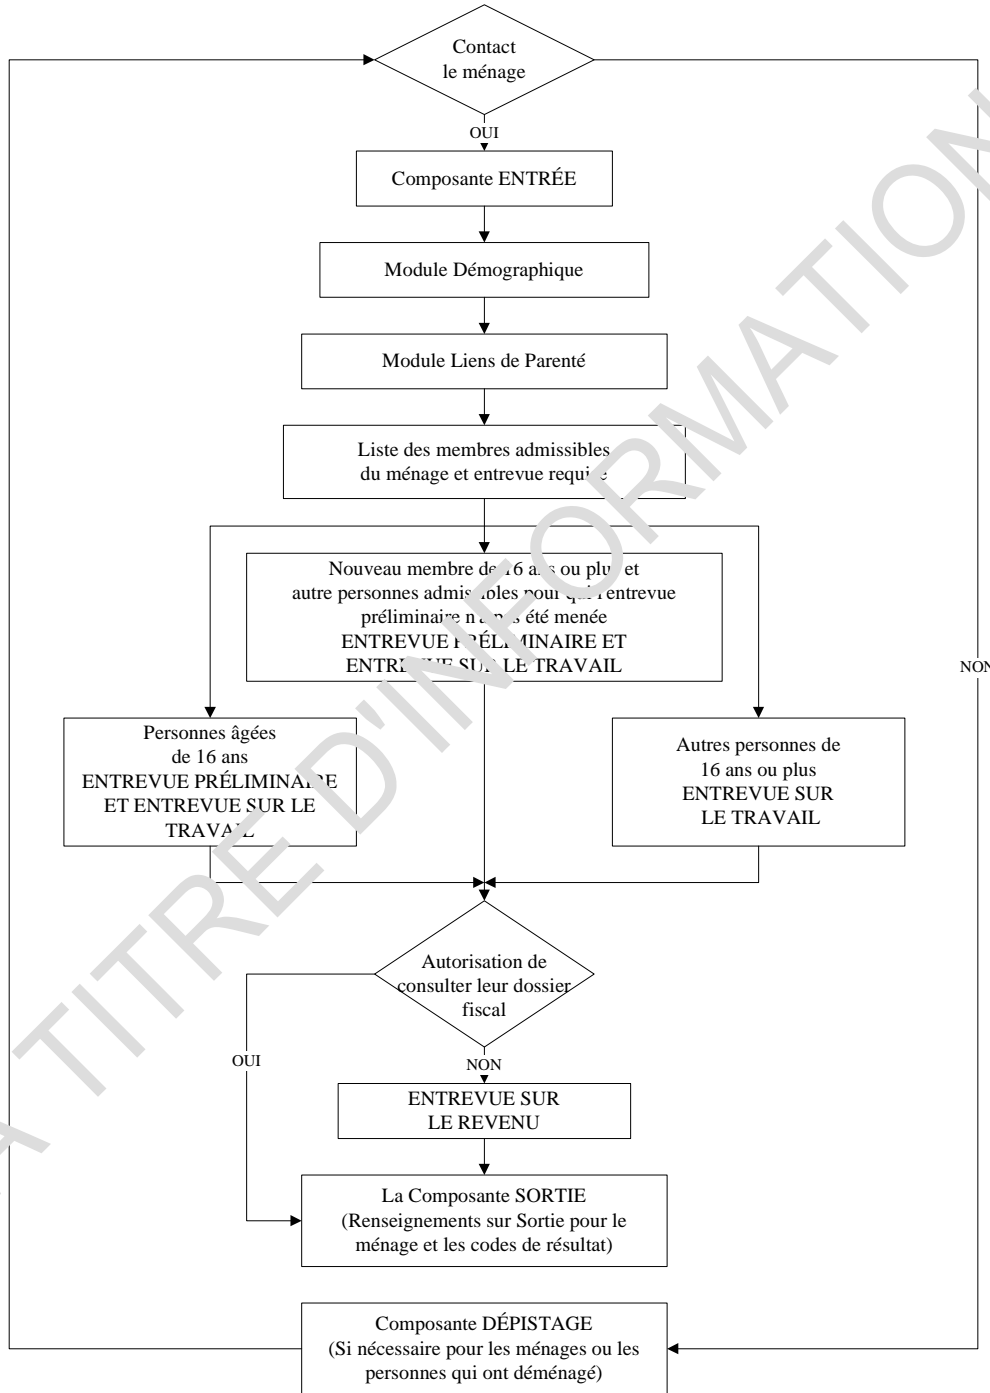 Contact
le ménage
OUI
Composante ENTRÉE
Module Démographique
Module Liens de Parenté
Liste des membres admissibles
du ménage et entrevue requise
Nouveau membre de 16 ans ou plus et
autre personnes admissibles pour qui l'entrevue
préliminaire n'a pas été menée
ENTREVUE PRÉLIMINAIRE ET
ENTREVUE SUR LE TRAVAIL
NON
Personnes âgées
de 16 ans
ENTREVUE PRÉLIMINAIRE
ET ENTREVUE SUR LE
TRAVAIL
Autres personnes de
16 ans ou plus
ENTREVUE SUR
LE TRAVAIL
Autorisation de
consulter leur dossier
fiscal
OUI
NON
ENTREVUE SUR
LE REVENU
La Composante SORTIE
(Renseignements sur Sortie pour le
ménage et les codes de résultat)
Composante DÉPISTAGE
(Si nécessaire pour les ménages ou les
personnes qui ont déménagé)
À TITRE D'INFORMATION